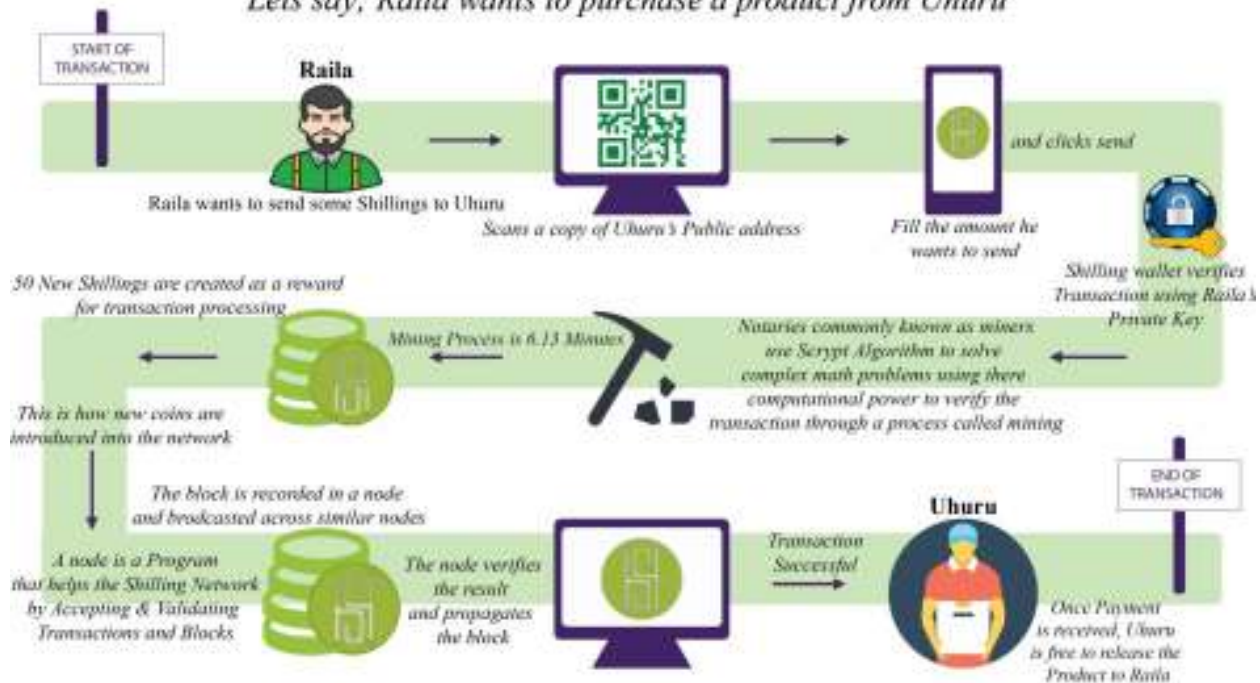 Lets say, Raila wants to purchase a product from Uhuru
START OF
TRANSACTION
Raila
Raila wants to send some Shillings to Uhuru
Scans a copy of Uhuru's Public address
Fill the amount he
wants to send
and clicks send
Shilling wallet verifies
Transaction using Raila's
Private Key
Notaries commonly known as miners
use Scrypt Algorithm to solve
complex math problems using there
computational power to verify the
transaction through a process called mining
Mining Process is 6.13 Minutes
50 New Shillings are created as a reward
for transaction processing
This is how new coins are
introduced into the network
A node is a Program
that helps the Shilling Network
by Accepting & Validating
Transactions and Blocks
The block is recorded in a node
and brodcasted across similar nodes
The node verifies
the result
and propagates
the block
Transaction
Successful
Uhuru
Once Payment
is received, Uhuru
is free to release the
Product to Raila
END OF
TRANSACTION